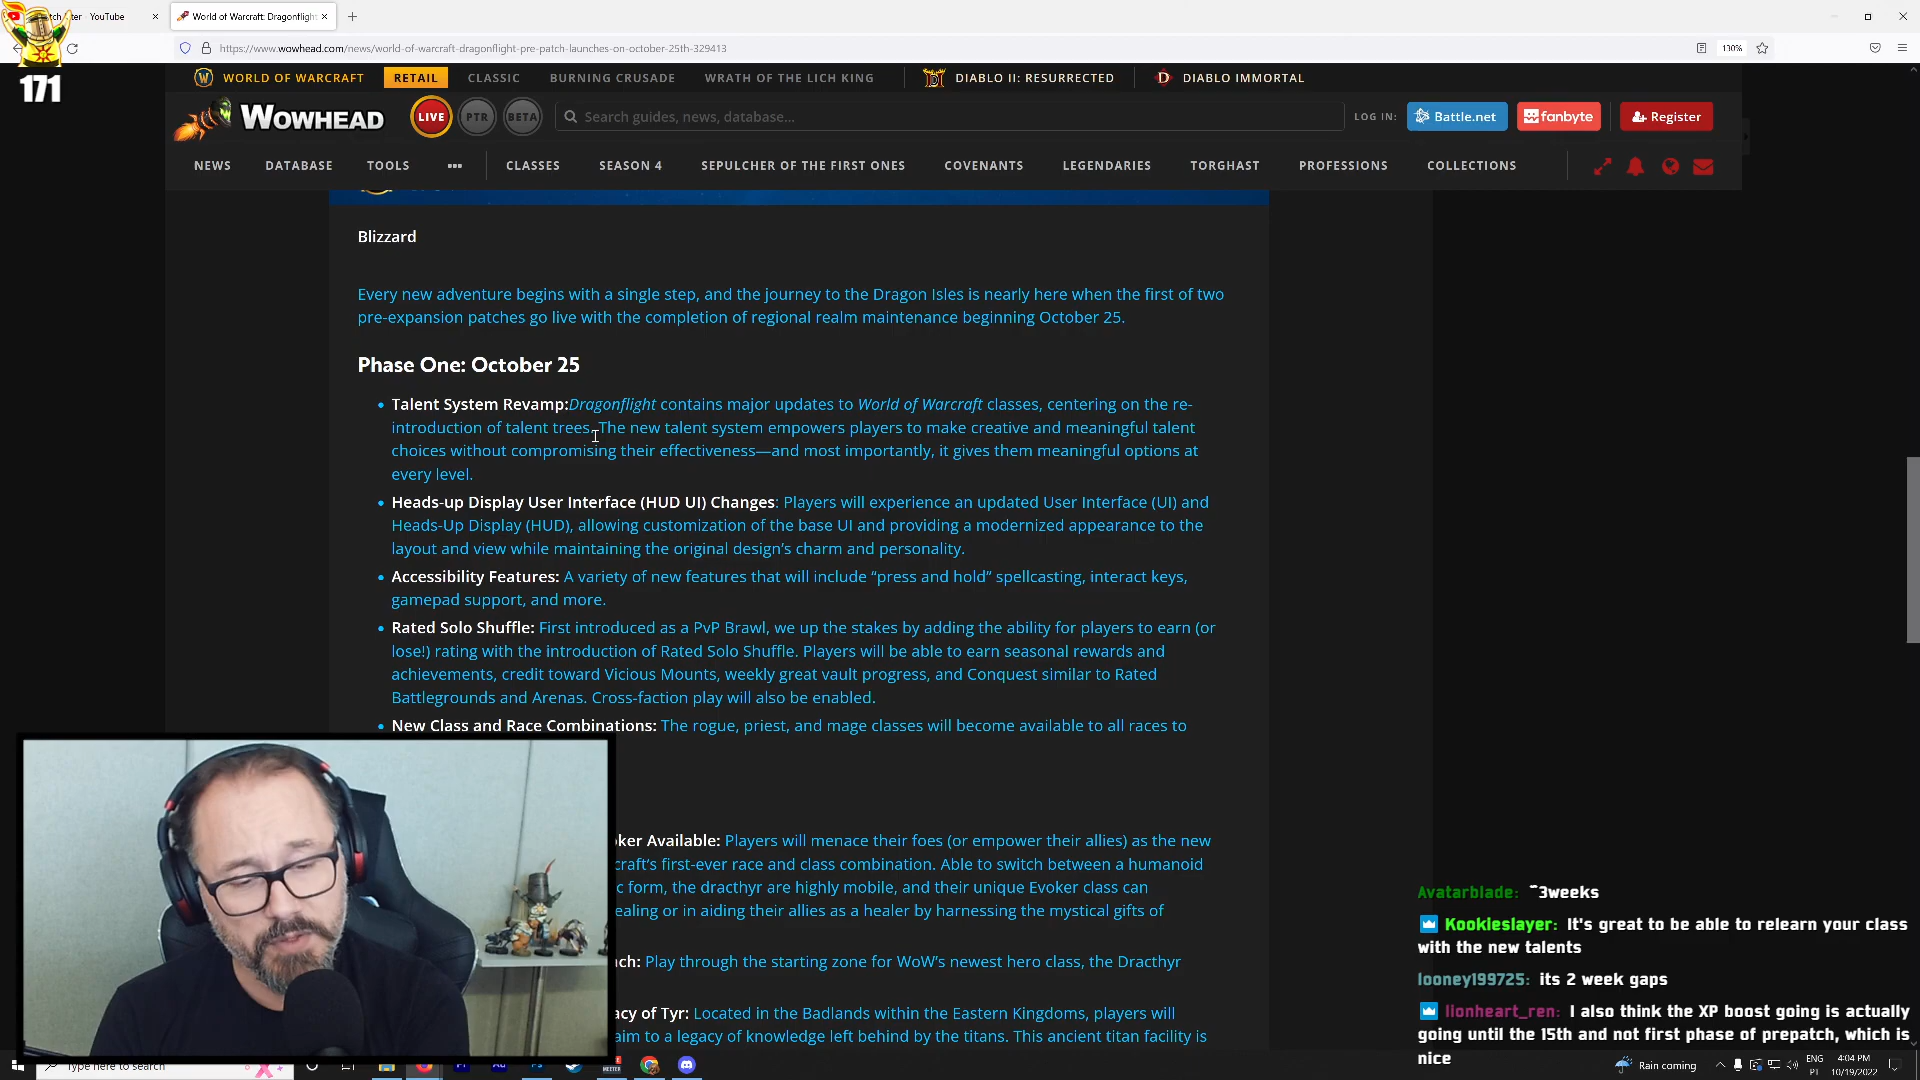 YouTube
World of Warcraft: Dragonflight
https://www.wowhead.com/news/world-of-warcraft-dragonflight-pre-patch-launches-on-october-25th-329413
130%
171
WORLD OF WARCRAFT RETAIL CLASSIC BURNING CRUSADE WRATH OF THE LICH KING DIABLO II: RESURRECTED DIABLO IMMORTAL
WOWHEAD LIVE PTR BETA Search guides, news, database... LOG IN: Battle.net fanbyte Register
NEWS DATABASE TOOLS ••• CLASSES SEASON 4 SEPULCHER OF THE FIRST ONES COVENANTS LEGENDARIES TORGHAST PROFESSIONS COLLECTIONS
Blizzard
Every new adventure begins with a single step, and the journey to the Dragon Isles is nearly here when the first of two
pre-expansion patches go live with the completion of regional realm maintenance beginning October 25.
Phase One: October 25
• Talent System Revamp:Dragonflight contains major updates to World of Warcraft classes, centering on the re-
introduction of talent trees. The new talent system empowers players to make creative and meaningful talent
choices without compromising their effectiveness—and most importantly, it gives them meaningful options at
every level.
• Heads-up Display User Interface (HUD UI) Changes: Players will experience an updated User Interface (UI) and
Heads-Up Display (HUD), allowing customization of the base UI and providing a modernized appearance to the
layout and view while maintaining the original design's charm and personality.
• Accessibility Features: A variety of new features that will include “press and hold” spellcasting, interact keys,
gamepad support, and more.
• Rated Solo Shuffle: First introduced as a PvP Brawl, we up the stakes by adding the ability for players to earn (or
lose!) rating with the introduction of Rated Solo Shuffle. Players will be able to earn seasonal rewards and
achievements, credit toward Vicious Mounts, weekly great vault progress, and Conquest similar to Rated
Battlegrounds and Arenas. Cross-faction play will also be enabled.
• New Class and Race Combinations: The rogue, priest, and mage classes will become available to all races to
oker Available: Players will menace their foes (or empower their allies) as the new
craft's first-ever race and class combination. Able to switch between a humanoid
c form, the dracthyr are highly mobile, and their unique Evoker class can
ealing or in aiding their allies as a healer by harnessing the mystical gifts of
ch: Play through the starting zone for WoW's newest hero class, the Dracthyr
acy of Tyr: Located in the Badlands within the Eastern Kingdoms, players will
aim to a legacy of knowledge left behind by the titans. This ancient titan facility is
Avatarblade: ~3weeks
Kookieslayer: It's great to be able to relearn your class
with the new talents
looney199725: its 2 week gaps
lionheart_ren: I also think the XP boost going is actually
going until the 15th and not first phase of prepatch, which is
nice
Type here to search
Rain coming ENG PT 4:04 PM 10/19/2022